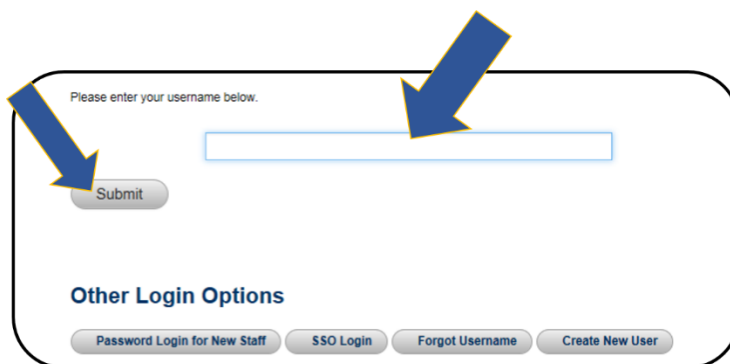 Please enter your username below.
Submit
Other Login Options
Password Login for New Staff SSO Login Forgot Username Create New User